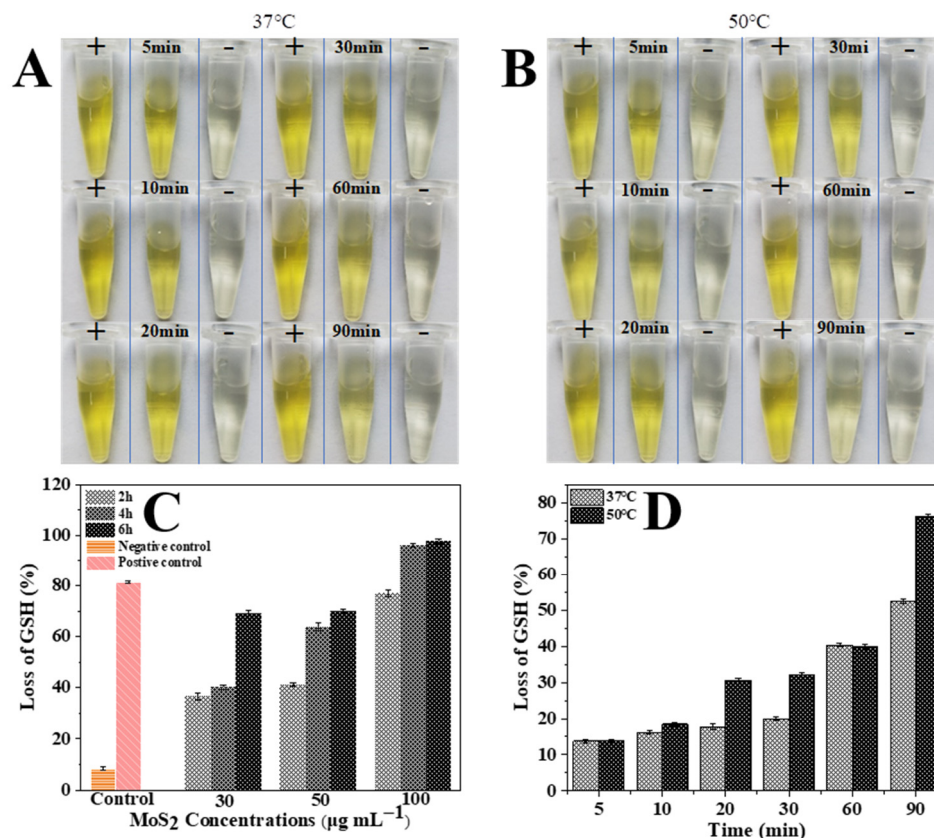 37°C
50°C
A
+ 5min - + 30min -
+ 10min - + 60min -
+ 20min - + 90min -
B
+ 5min - + 30mi -
+ 10min - + 60min -
+ 20min - + 90min -
C
Loss of GSH (%)
120
100
80
60
40
20
0
2h
4h
6h
Negative control
Postive control
Control 30 50 100
MoS2 Concentrations (µg mL−1)
D
Loss of GSH (%)
80
70
60
50
40
30
20
10
0
37°C
50°C
5 10 20 30 60 90
Time (min)